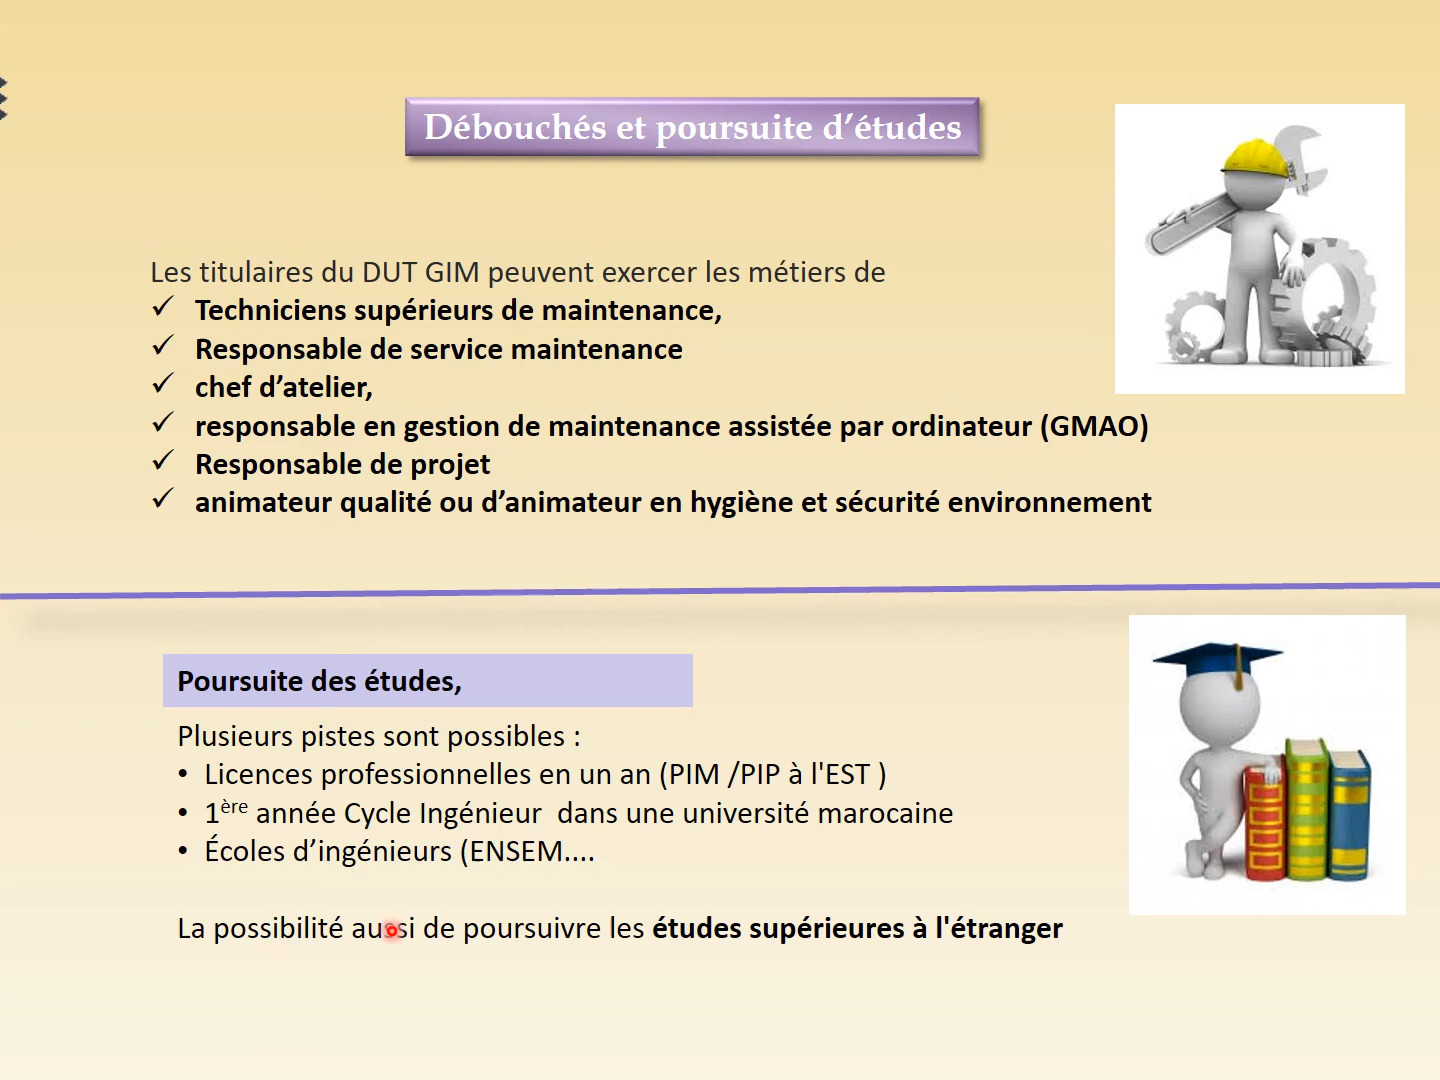 Débouchés et poursuite d’études
Les titulaires du DUT GIM peuvent exercer les métiers de
✓ Techniciens supérieurs de maintenance,
✓ Responsable de service maintenance
✓ chef d’atelier,
✓ responsable en gestion de maintenance assistée par ordinateur (GMAO)
✓ Responsable de projet
✓ animateur qualité ou d’animateur en hygiène et sécurité environnement
Poursuite des études,
Plusieurs pistes sont possibles :
• Licences professionnelles en un an (PIM /PIP à l'EST )
• 1ère année Cycle Ingénieur  dans une université marocaine
• Écoles d’ingénieurs (ENSEM....
La possibilité aussi de poursuivre les études supérieures à l'étranger